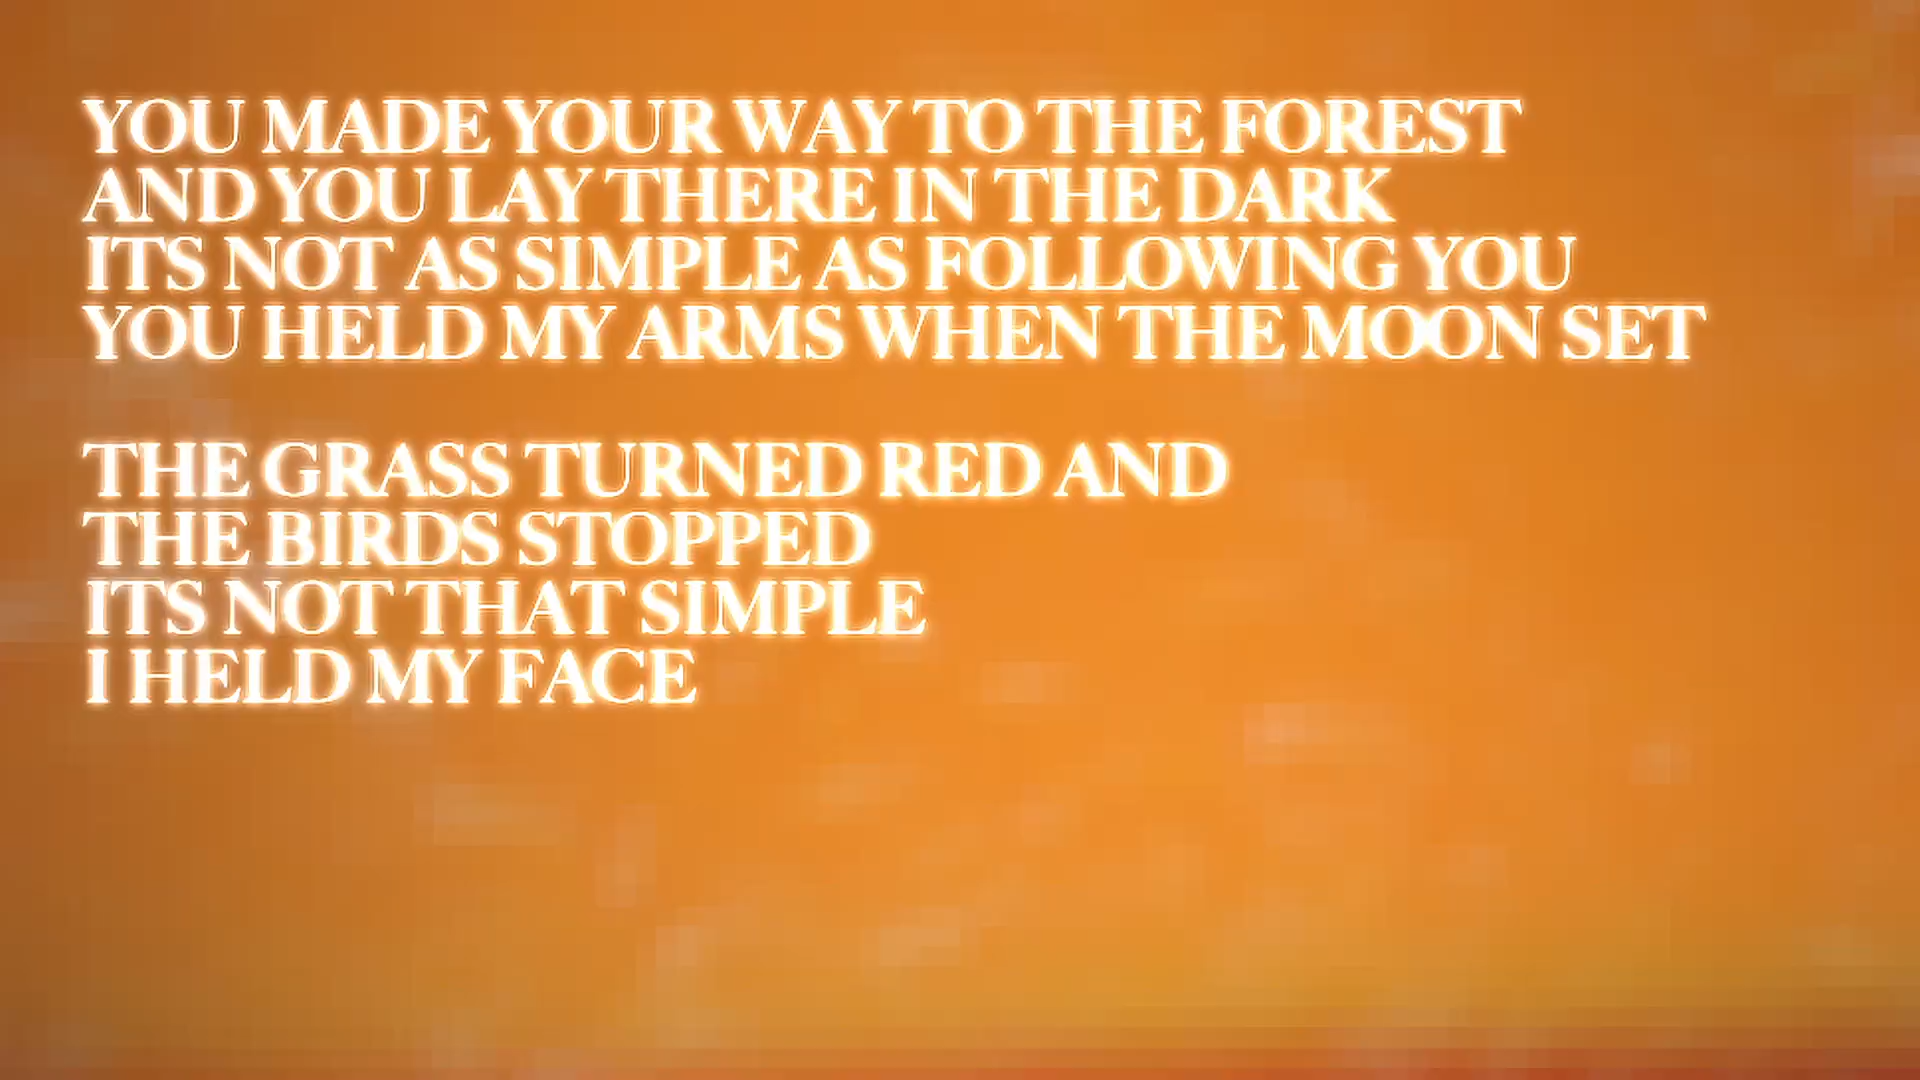 YOU MADE YOUR WAY TO THE FOREST
AND YOU LAY THERE IN THE DARK
ITS NOT AS SIMPLE AS FOLLOWING YOU
YOU HELD MY ARMS WHEN THE MOON SET
THE GRASS TURNED RED AND
THE BIRDS STOPPED
ITS NOT THAT SIMPLE
I HELD MY FACE